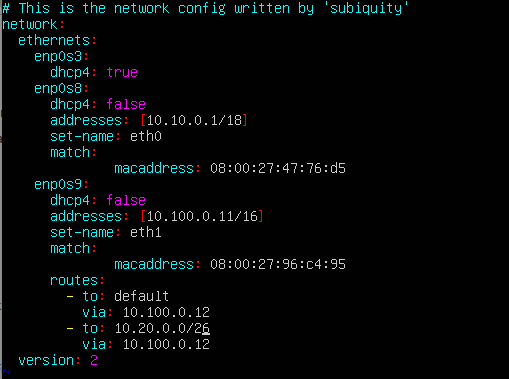 # This is the network config written by 'subiquity'
network:
  ethernets:
    enp0s3:
      dhcp4: true
    enp0s8:
      dhcp4: false
      addresses: [10.10.0.1/18]
      set-name: eth0
      match:
              macaddress: 08:00:27:47:76:d5
    enp0s9:
      dhcp4: false
      addresses: [10.100.0.11/16]
      set-name: eth1
      match:
              macaddress: 08:00:27:96:c4:95
      routes:
        - to: default
          via: 10.100.0.12
        - to: 10.20.0.0/26
          via: 10.100.0.12
  version: 2
~